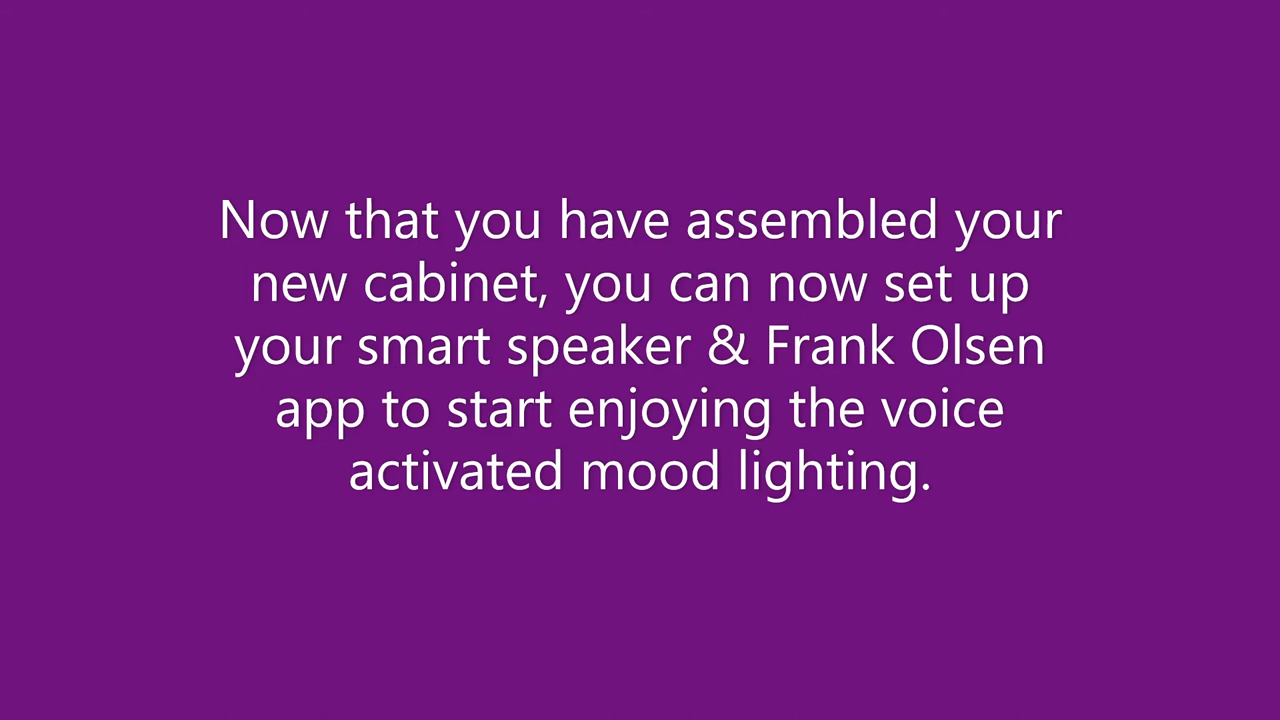 Now that you have assembled your
new cabinet, you can now set up
your smart speaker & Frank Olsen
app to start enjoying the voice
activated mood lighting.